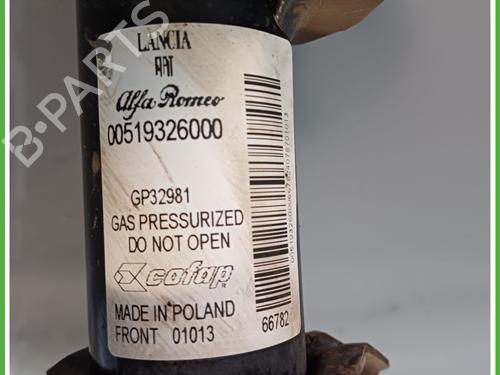 LANCIA
FIAT
Alfa Romeo
00519326000
GP32981
GAS PRESSURIZED
DO NOT OPEN
cofap
MADE IN POLAND
FRONT 01013
66782
B-PARTS